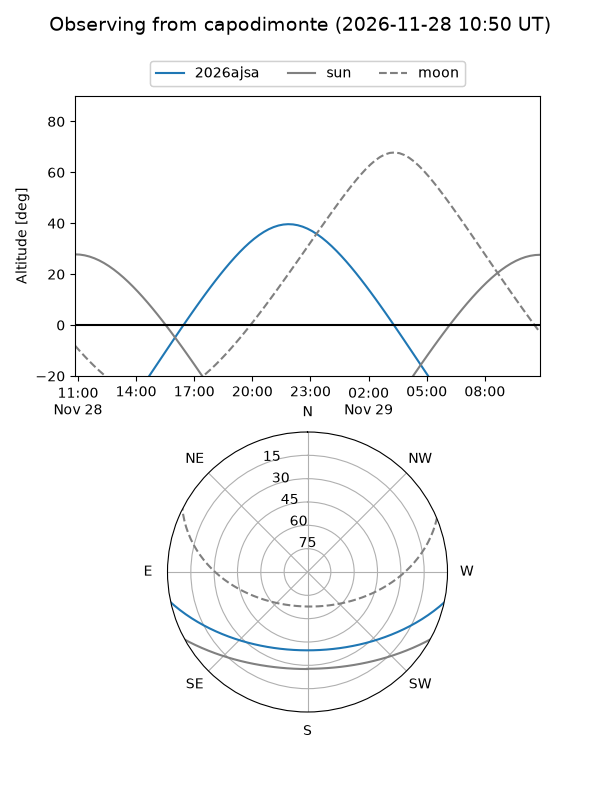 Observing from capodimonte (2026-11-28 10:50 UT)
2026ajsa sun moon
Altitude [deg]
80
60
40
20
0
−20
11:00 14:00 17:00 20:00 23:00 02:00 05:00 08:00
Nov 28 Nov 29
N
NE NW
15
30
45
60
75
E W
SE SW
S